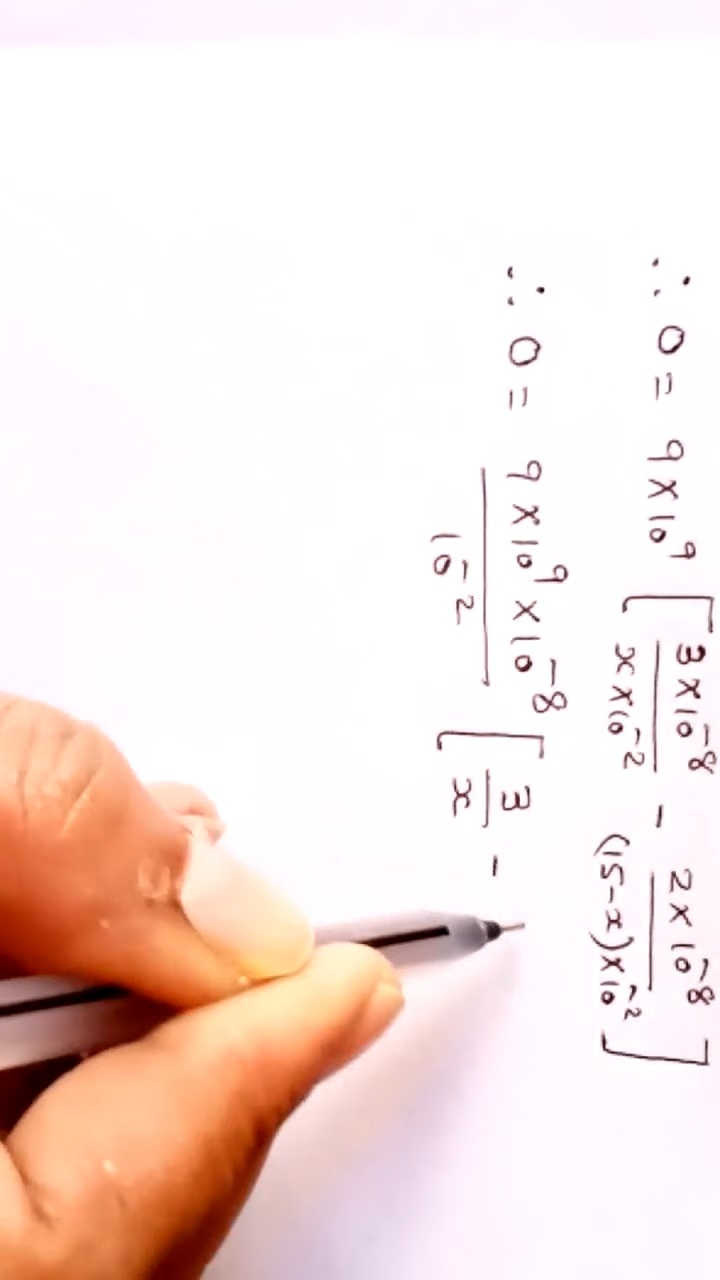 ∴ 0 = 9×10⁹ [ 3×10⁻⁸ / x×10⁻² − 2×10⁻⁸ / (15−x)×10⁻² ]
∴ 0 = 9×10⁹×10⁻⁸ / 10⁻² [ 3 / x −